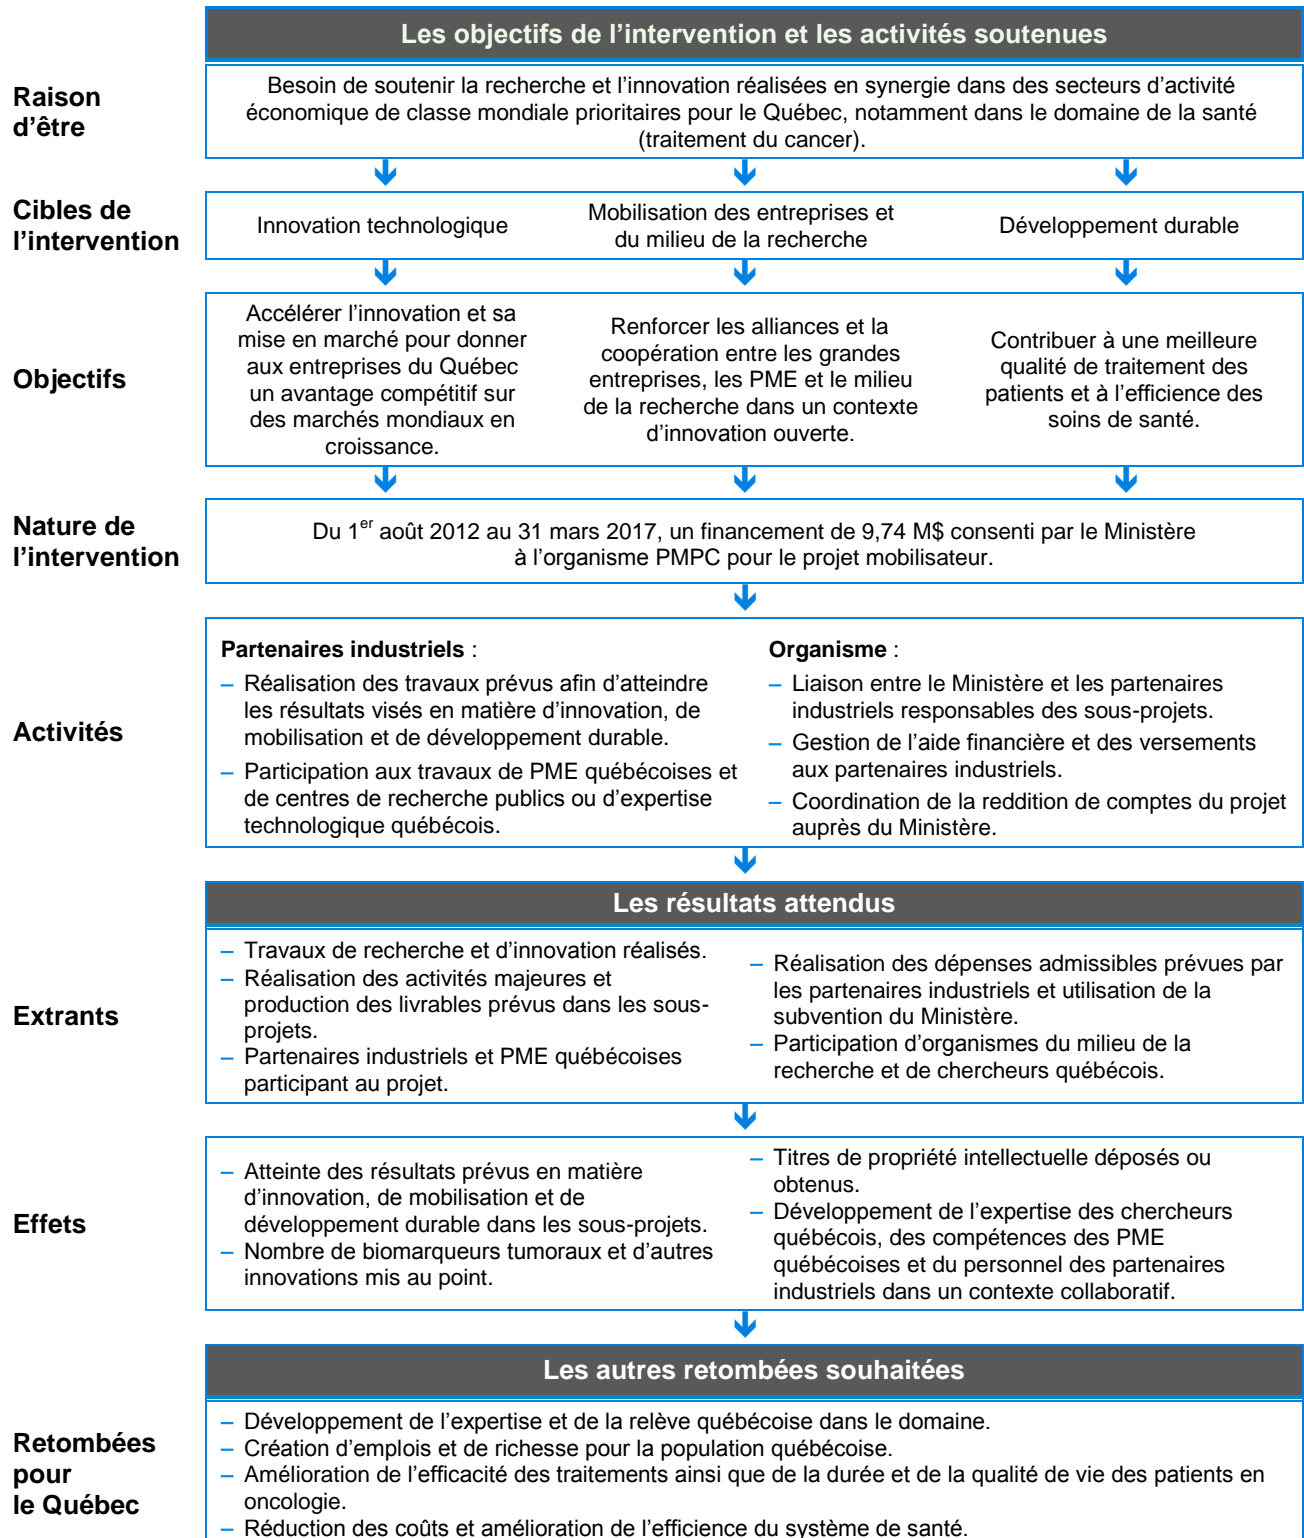 Les objectifs de l’intervention et les activités soutenues
Raison
d’être
Besoin de soutenir la recherche et l’innovation réalisées en synergie dans des secteurs d’activité
économique de classe mondiale prioritaires pour le Québec, notamment dans le domaine de la santé
(traitement du cancer).
Cibles de
l’intervention
Innovation technologique
Mobilisation des entreprises et
du milieu de la recherche
Développement durable
Objectifs
Accélérer l’innovation et sa
mise en marché pour donner
aux entreprises du Québec
un avantage compétitif sur
des marchés mondiaux en
croissance.
Renforcer les alliances et la
coopération entre les grandes
entreprises, les PME et le milieu
de la recherche dans un contexte
d’innovation ouverte.
Contribuer à une meilleure
qualité de traitement des
patients et à l’efficience des
soins de santé.
Nature de
l’intervention
Du 1er août 2012 au 31 mars 2017, un financement de 9,74 M$ consenti par le Ministère
à l’organisme PMPC pour le projet mobilisateur.
Activités
Partenaires industriels :
– Réalisation des travaux prévus afin d’atteindre
les résultats visés en matière d’innovation, de
mobilisation et de développement durable.
– Participation aux travaux de PME québécoises et
de centres de recherche publics ou d’expertise
technologique québécois.
Organisme :
– Liaison entre le Ministère et les partenaires
industriels responsables des sous-projets.
– Gestion de l’aide financière et des versements
aux partenaires industriels.
– Coordination de la reddition de comptes du projet
auprès du Ministère.
Les résultats attendus
Extrants
– Travaux de recherche et d’innovation réalisés.
– Réalisation des activités majeures et
production des livrables prévus dans les sous-
projets.
– Partenaires industriels et PME québécoises
participant au projet.
– Réalisation des dépenses admissibles prévues par
les partenaires industriels et utilisation de la
subvention du Ministère.
– Participation d’organismes du milieu de la
recherche et de chercheurs québécois.
Effets
– Atteinte des résultats prévus en matière
d’innovation, de mobilisation et de
développement durable dans les sous-projets.
– Nombre de biomarqueurs tumoraux et d’autres
innovations mis au point.
– Titres de propriété intellectuelle déposés ou
obtenus.
– Développement de l’expertise des chercheurs
québécois, des compétences des PME
québécoises et du personnel des partenaires
industriels dans un contexte collaboratif.
Les autres retombées souhaitées
Retombées
pour
le Québec
– Développement de l’expertise et de la relève québécoise dans le domaine.
– Création d’emplois et de richesse pour la population québécoise.
– Amélioration de l’efficacité des traitements ainsi que de la durée et de la qualité de vie des patients en
oncologie.
– Réduction des coûts et amélioration de l’efficience du système de santé.